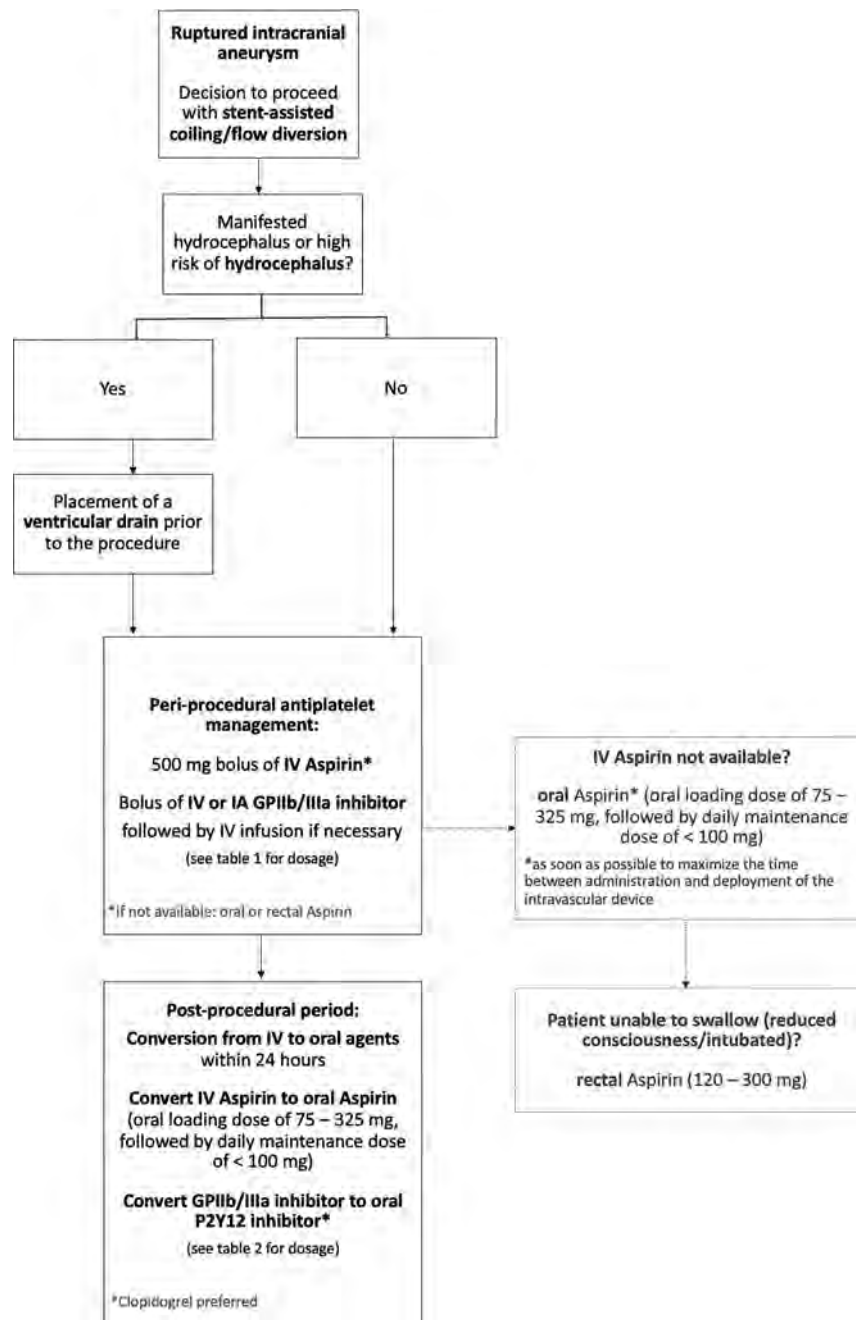 Ruptured intracranial
aneurysm
Decision to proceed
with stent-assisted
coiling/flow diversion
Manifested
hydrocephalus or high
risk of hydrocephalus?
Yes
No
Placement of a
ventricular drain prior
to the procedure
Peri-procedural antiplatelet
management:
500 mg bolus of IV Aspirin*
Bolus of IV or IA GPIIb/IIIa inhibitor
followed by IV infusion if necessary
(see table 1 for dosage)
*If not available: oral or rectal Aspirin
IV Aspirin not available?
oral Aspirin* (oral loading dose of 75 –
325 mg, followed by daily maintenance
dose of < 100 mg)
*as soon as possible to maximize the time
between administration and deployment of the
intravascular device
Patient unable to swallow (reduced
consciousness/intubated)?
rectal Aspirin (120 – 300 mg)
Post-procedural period:
Conversion from IV to oral agents
within 24 hours
Convert IV Aspirin to oral Aspirin
(oral loading dose of 75 – 325 mg,
followed by daily maintenance dose
of < 100 mg)
Convert GPIIb/IIIa inhibitor to oral
P2Y12 inhibitor*
(see table 2 for dosage)
*Clopidogrel preferred